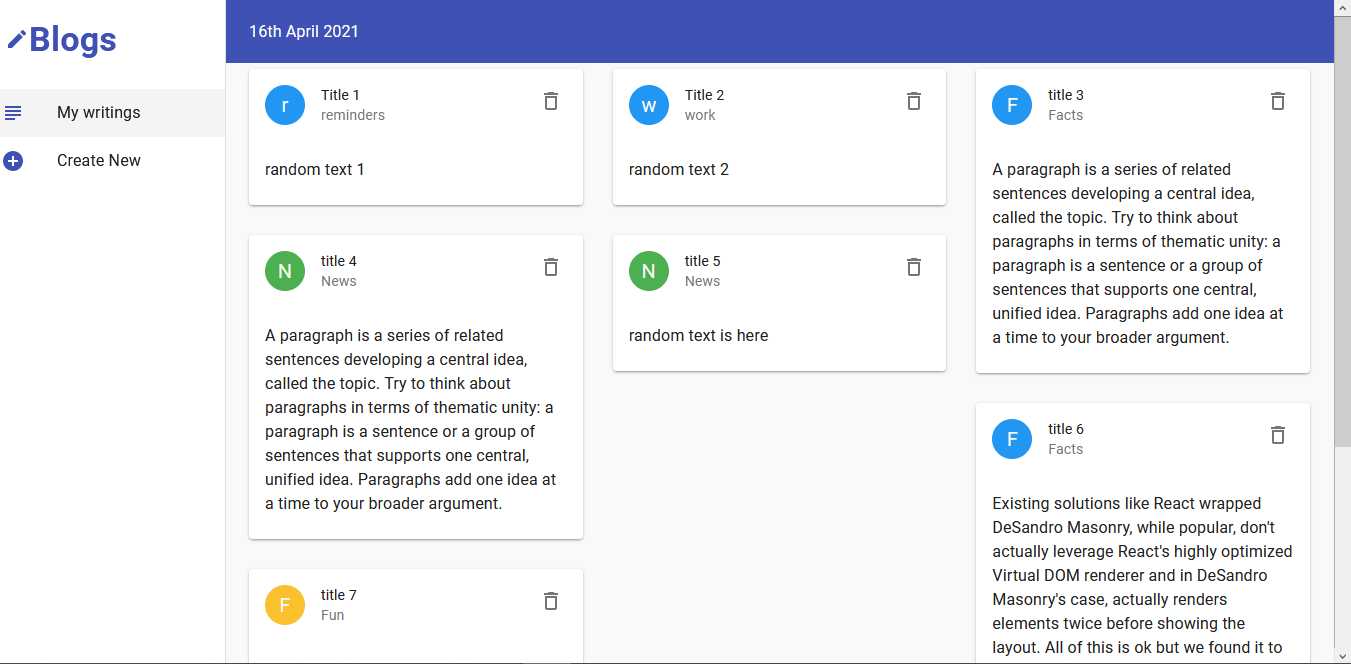 Blogs
My writings
Create New
16th April 2021
r
Title 1
reminders
random text 1
w
Title 2
work
random text 2
F
title 3
Facts
A paragraph is a series of related
sentences developing a central idea,
called the topic. Try to think about
paragraphs in terms of thematic unity: a
paragraph is a sentence or a group of
sentences that supports one central,
unified idea. Paragraphs add one idea at
a time to your broader argument.
N
title 4
News
A paragraph is a series of related
sentences developing a central idea,
called the topic. Try to think about
paragraphs in terms of thematic unity: a
paragraph is a sentence or a group of
sentences that supports one central,
unified idea. Paragraphs add one idea at
a time to your broader argument.
N
title 5
News
random text is here
F
title 6
Facts
Existing solutions like React wrapped
DeSandro Masonry, while popular, don't
actually leverage React's highly optimized
Virtual DOM renderer and in DeSandro
Masonry's case, actually renders
elements twice before showing the
layout. All of this is ok but we found it to
F
title 7
Fun